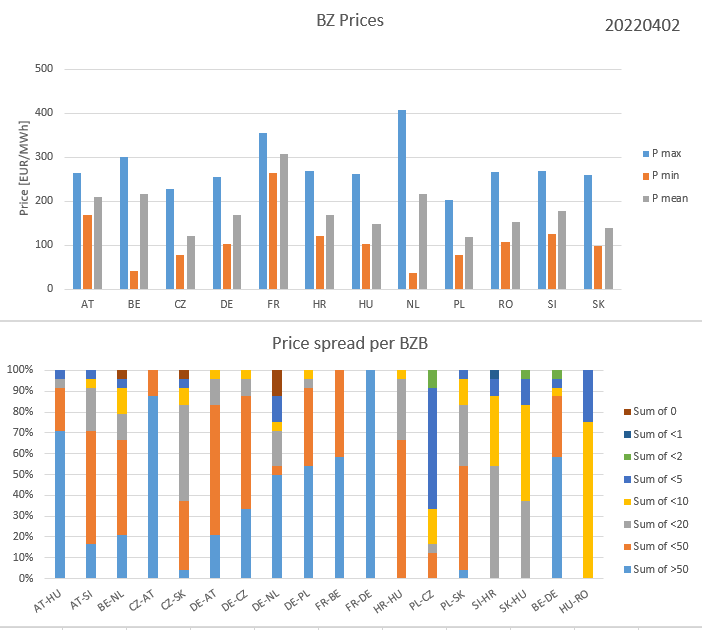 BZ Prices
20220402
Price [EUR/MWh]
500
400
300
200
100
0
AT BE CZ DE FR HR HU NL PL RO SI SK
P max
P min
P mean
Price spread per BZB
100%
90%
80%
70%
60%
50%
40%
30%
20%
10%
0%
AT-HU AT-SI BE-NL CZ-AT CZ-SK DE-AT DE-CZ DE-NL DE-PL FR-BE FR-DE HR-HU PL-CZ PL-SK SI-HR SK-HU BE-DE HU-RO
Sum of 0
Sum of <1
Sum of <2
Sum of <5
Sum of <10
Sum of <20
Sum of <50
Sum of >50